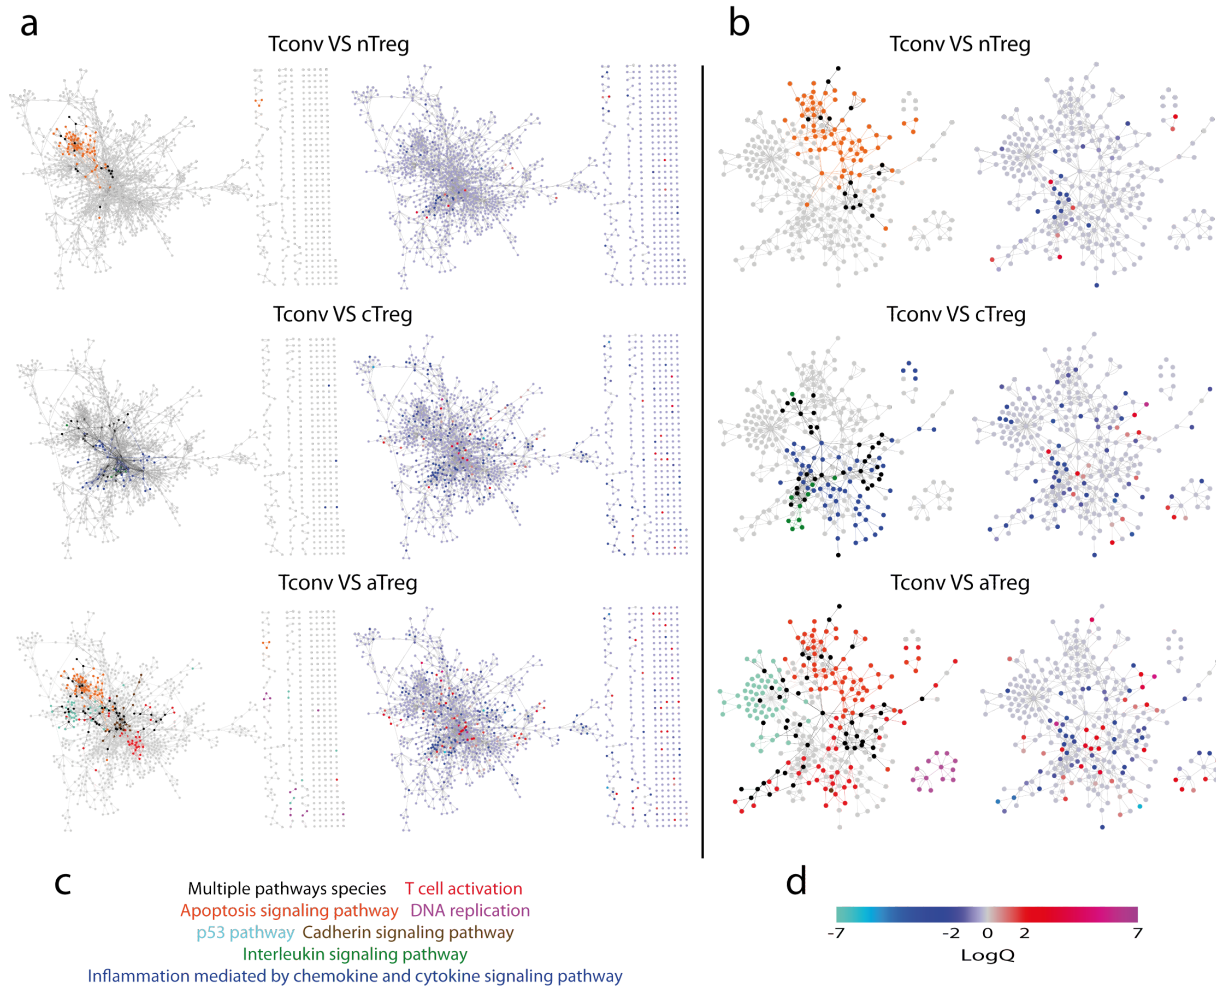 a
b
Tconv VS nTreg
Tconv VS nTreg
Tconv VS cTreg
Tconv VS cTreg
Tconv VS aTreg
Tconv VS aTreg
c
d
Multiple pathways species T cell activation
Apoptosis signaling pathway DNA replication
p53 pathway Cadherin signaling pathway
Interleukin signaling pathway
Inflammation mediated by chemokine and cytokine signaling pathway
-7 -2 0 2 7
LogQ